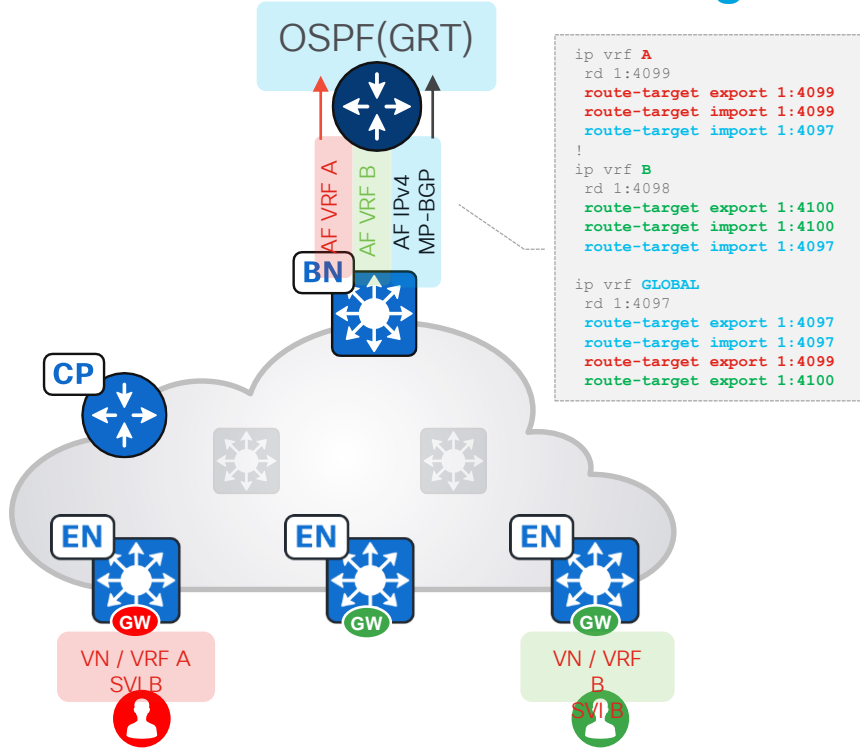 OSPF(GRT)
ip vrf A
rd 1:4099
route-target export 1:4099
route-target import 1:4099
route-target import 1:4097
!
ip vrf B
rd 1:4098
route-target export 1:4100
route-target import 1:4100
route-target import 1:4097
ip vrf GLOBAL
rd 1:4097
route-target export 1:4097
route-target import 1:4097
route-target export 1:4099
route-target export 1:4100
AF VRF A
AF VRF B
AF IPv4
MP-BGP
BN
CP
EN
EN
EN
GW
GW
GW
VN / VRF A
SVI B
VN / VRF
B
SVI B